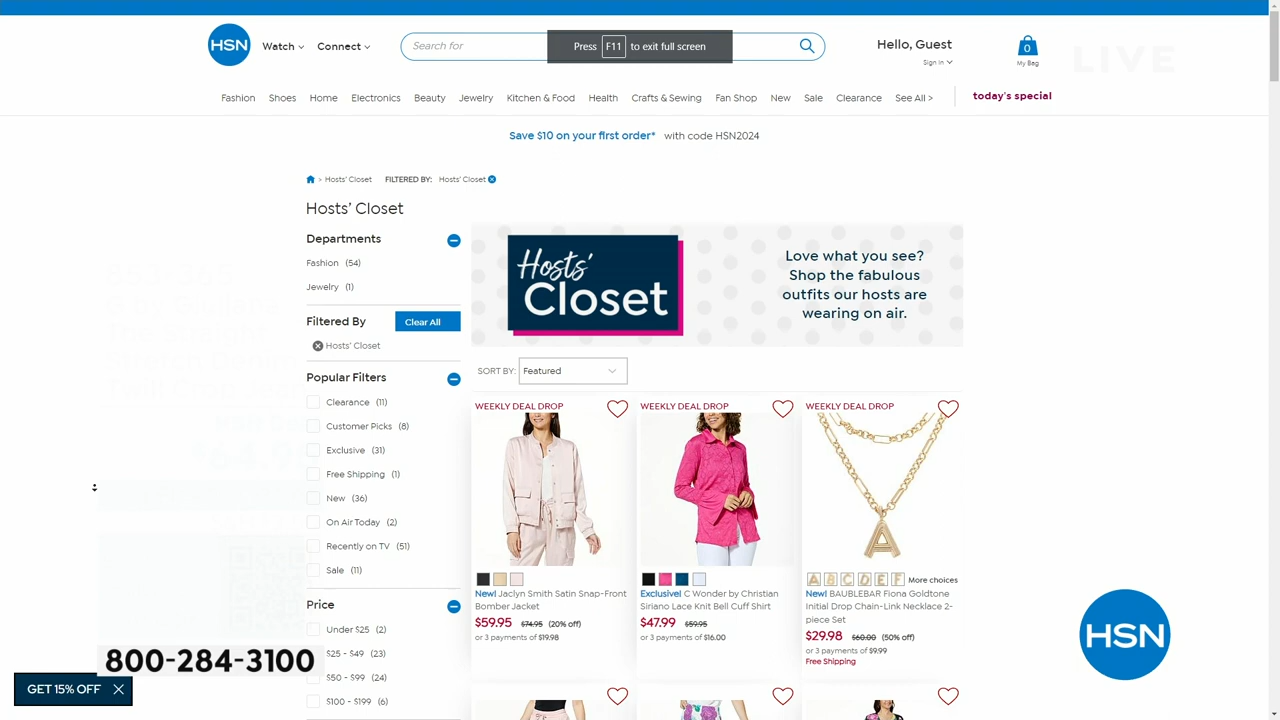 HSN
Watch
Connect
Search for
Press F11 to exit full screen
Hello, Guest
Sign In
0
My Bag
LIVE
Fashion Shoes Home Electronics Beauty Jewelry Kitchen & Food Health Crafts & Sewing Fan Shop New Sale Clearance See All > today's special
Save $10 on your first order* with code HSN2024
> Hosts' Closet FILTERED BY: Hosts' Closet
Hosts' Closet
Departments
Fashion (54)
Jewelry (1)
Filtered By Clear All
Hosts' Closet
Popular Filters
Clearance (11)
Customer Picks (8)
Exclusive (31)
Free Shipping (1)
New (36)
On Air Today (2)
Recently on TV (51)
Sale (11)
Price
Under $25 (2)
$25 - $49 (23)
$50 - $99 (24)
$100 - $199 (6)
Hosts'
Closet
Love what you see?
Shop the fabulous
outfits our hosts are
wearing on air.
SORT BY: Featured
WEEKLY DEAL DROP
New! Jaclyn Smith Satin Snap-Front
Bomber Jacket
$59.95 $74.95 (20% off)
or 3 payments of $19.98
WEEKLY DEAL DROP
Exclusive! C Wonder by Christian
Siriano Lace Knit Bell Cuff Shirt
$47.99 $59.95
or 3 payments of $16.00
WEEKLY DEAL DROP
A
A B C D E F More choices
New! BAUBLEBAR Fiona Goldtone
Initial Drop Chain-Link Necklace 2-
piece Set
$29.98 $60.00 (50% off)
or 3 payments of $9.99
Free Shipping
800-284-3100
GET 15% OFF
HSN